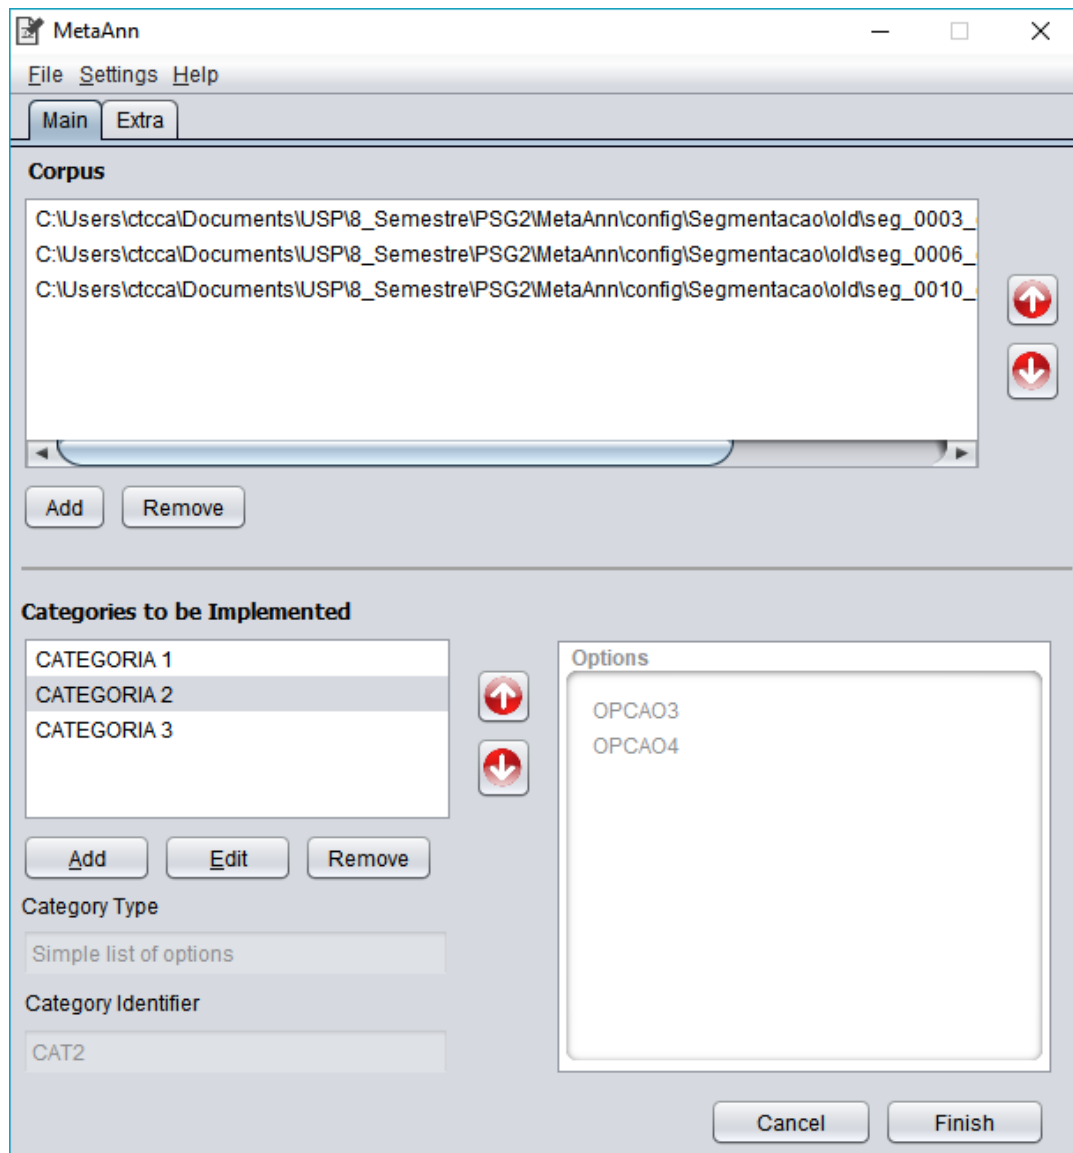 MetaAnn
File Settings Help
Main Extra
Corpus
C:\Users\ctcca\Documents\USP\8_Semestre\PSG2\MetaAnn\config\Segmentacao\old\seg_0003_
C:\Users\ctcca\Documents\USP\8_Semestre\PSG2\MetaAnn\config\Segmentacao\old\seg_0006_
C:\Users\ctcca\Documents\USP\8_Semestre\PSG2\MetaAnn\config\Segmentacao\old\seg_0010_
Add Remove
Categories to be Implemented
CATEGORIA 1
CATEGORIA 2
CATEGORIA 3
Options
OPCAO3
OPCAO4
Add Edit Remove
Category Type
Simple list of options
Category Identifier
CAT2
Cancel Finish